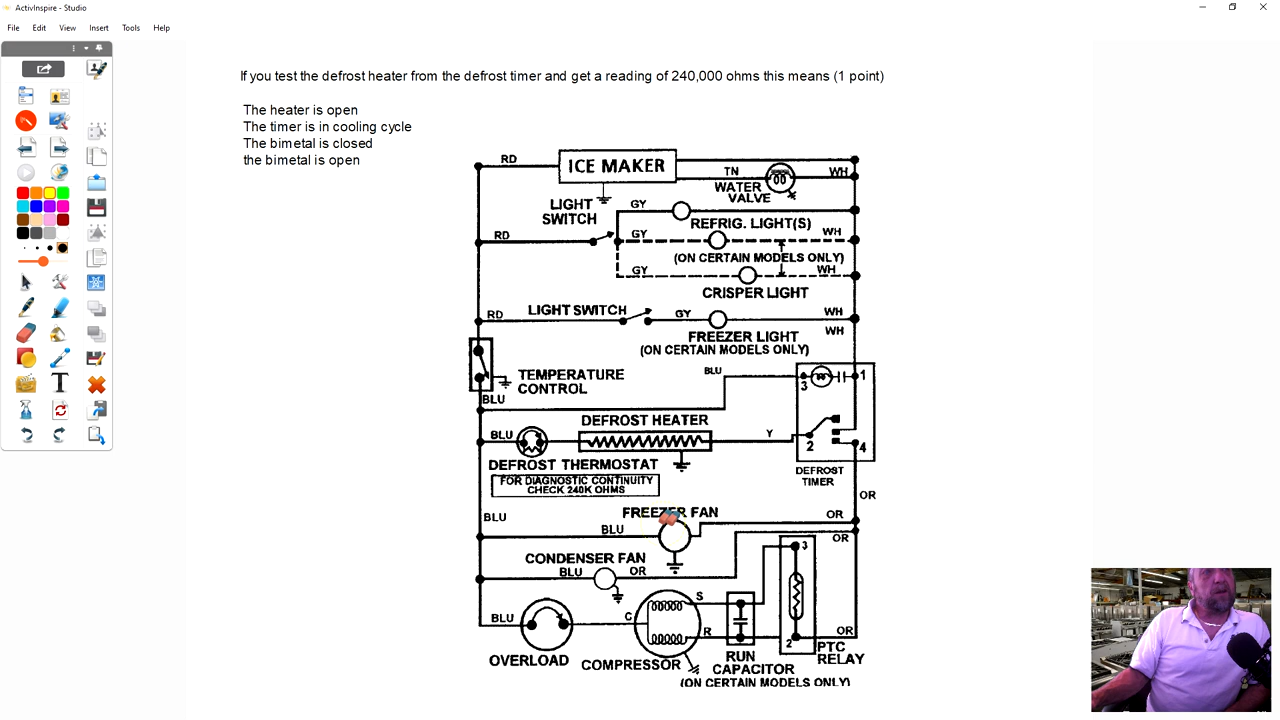 ActivInspire - Studio
File Edit View Insert Tools Help
If you test the defrost heater from the defrost timer and get a reading of 240,000 ohms this means (1 point)
The heater is open
The timer is in cooling cycle
The bimetal is closed
the bimetal is open
RD
ICE MAKER
TN
WH
WATER
VALVE
LIGHT
SWITCH
GY
REFRIG. LIGHT(S)
RD
GY
WH
(ON CERTAIN MODELS ONLY)
GY
WH
CRISPER LIGHT
LIGHT SWITCH
RD
GY
WH
FREEZER LIGHT
WH
(ON CERTAIN MODELS ONLY)
TEMPERATURE
CONTROL
BLU
BLU
3
1
DEFROST HEATER
BLU
Y
2
4
DEFROST THERMOSTAT
DEFROST
TIMER
FOR DIAGNOSTIC CONTINUITY
CHECK 240K OHMS
OR
FREEZER FAN
BLU
BLU
OR
OR
CONDENSER FAN
BLU
OR
3
BLU
C
S
R
2
OR
OVERLOAD
COMPRESSOR
RUN
CAPACITOR
PTC
RELAY
(ON CERTAIN MODELS ONLY)